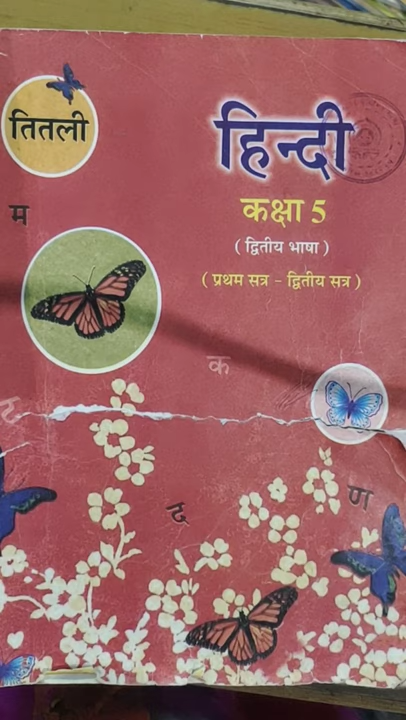 तितली
हिन्दी
कक्षा 5
( द्वितीय भाषा )
( प्रथम सत्र - द्वितीय सत्र )
म
क
ण